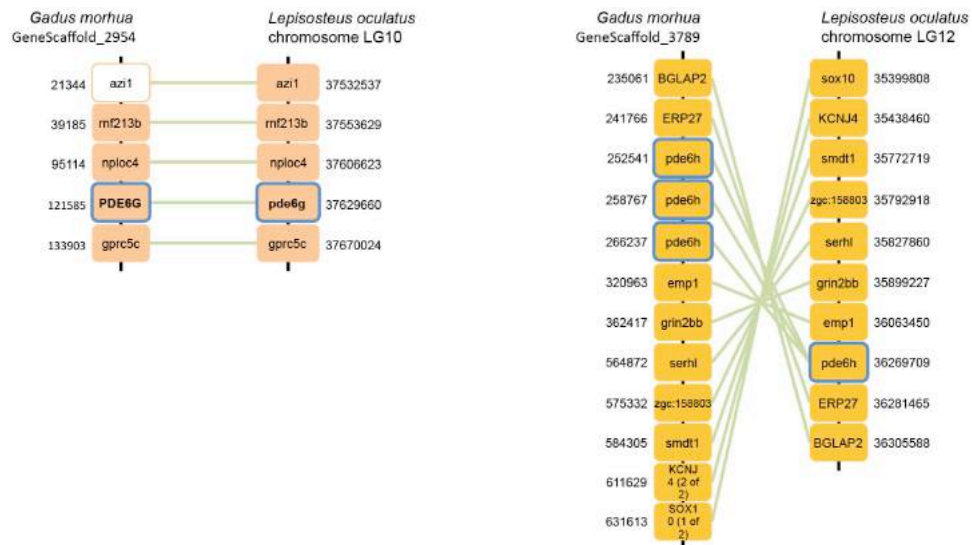 Gadus morhua
GeneScaffold_2954
Lepisosteus oculatus
chromosome LG10
21344 azi1 azi1 37532537
39185 rnf213b rnf213b 37553629
95114 nploc4 nploc4 37606623
121585 PDE6G pde6g 37629660
133903 gprc5c gprc5c 37670024
Gadus morhua
GeneScaffold_3789
Lepisosteus oculatus
chromosome LG12
235061 BGLAP2 sox10 35399808
241766 ERP27 KCNJ4 35438460
252541 pde6h smdt1 35772719
258767 pde6h zgc:158803 35792918
266237 pde6h serhl 35827860
320963 emp1 grin2bb 35899227
362417 grin2bb emp1 36063450
564872 serhl pde6h 36269709
575332 zgc:158803 ERP27 36281465
584305 smdt1 BGLAP2 36305588
KCNJ
611629 4 (2 of
2)
SOX1
631613 0 (1 of
2)